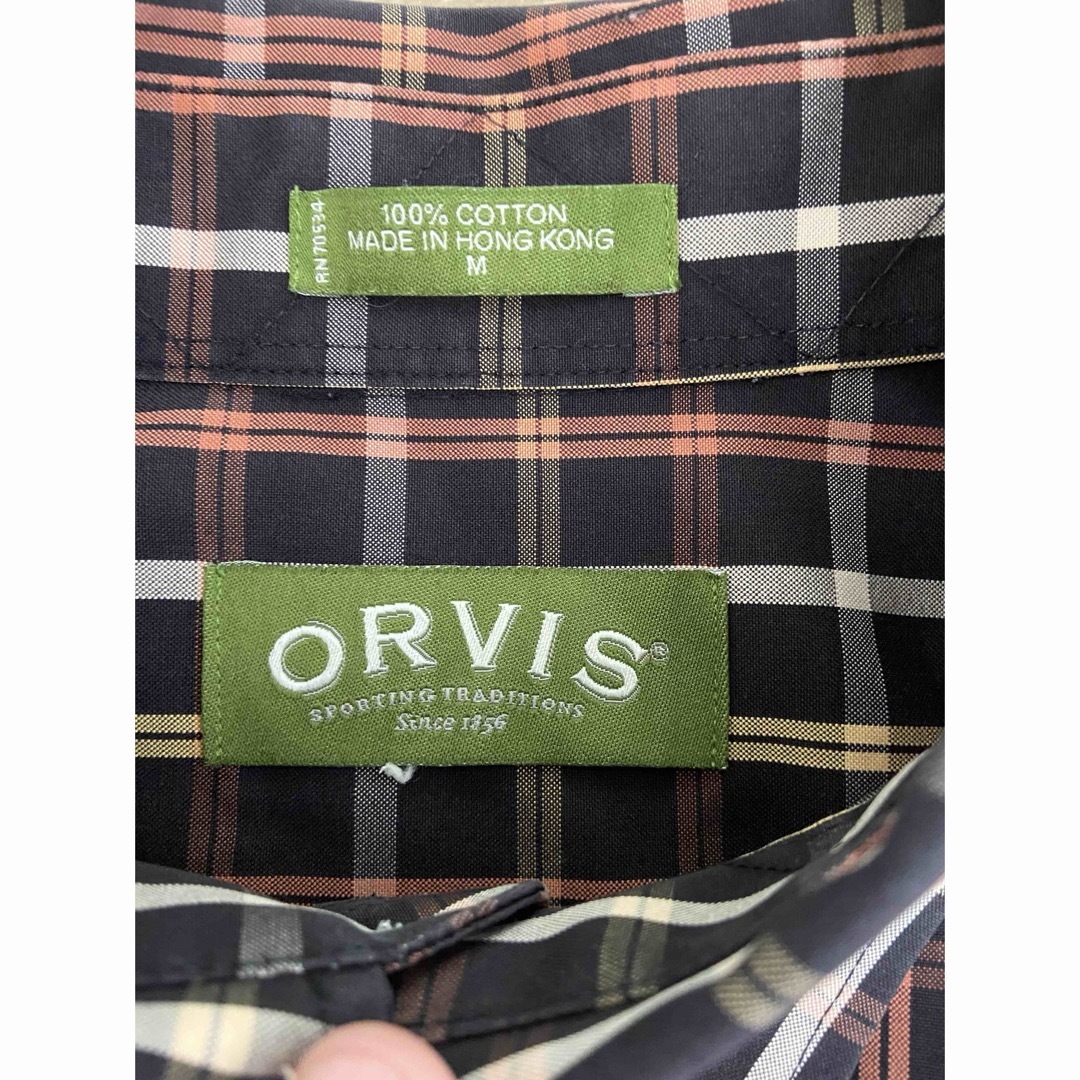 RN 70534
100% COTTON
MADE IN HONG KONG
M
ORVIS®
SPORTING TRADITIONS
Since 1856